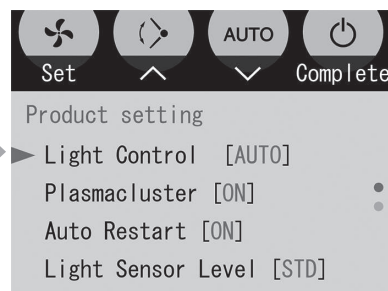 AUTO
Set Complete
Product setting
Light Control [AUTO]
Plasmacluster [ON]
Auto Restart [ON]
Light Sensor Level [STD]